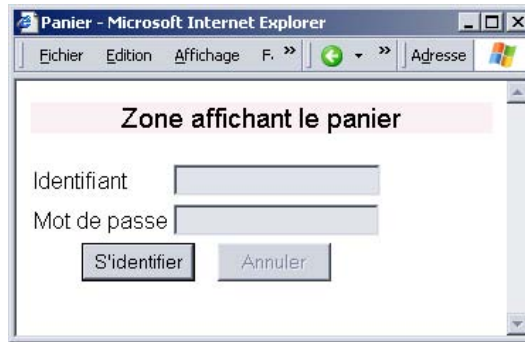 Panier - Microsoft Internet Explorer
Fichier Edition Affichage F. » » Adresse
Zone affichant le panier
Identifiant
Mot de passe
S'identifier Annuler